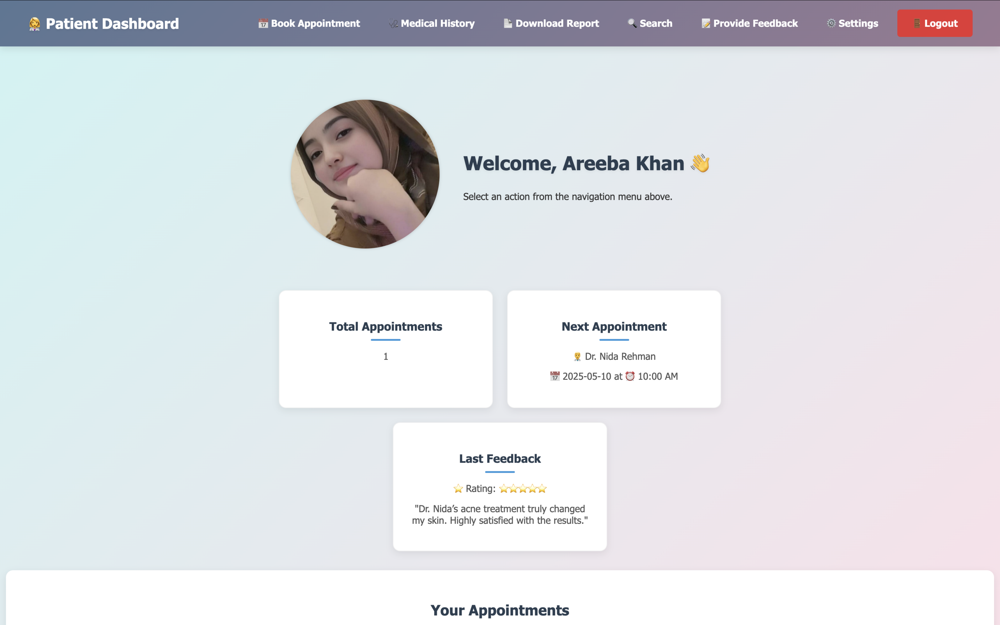 👩‍⚕️ Patient Dashboard
📅 Book Appointment
🩺 Medical History
📄 Download Report
🔍 Search
📝 Provide Feedback
⚙️ Settings
🚪 Logout
Welcome, Areeba Khan 👋
Select an action from the navigation menu above.
Total Appointments
1
Next Appointment
👨‍⚕️ Dr. Nida Rehman
📅 2025-05-10 at ⏰ 10:00 AM
Last Feedback
⭐ Rating: ⭐⭐⭐⭐⭐
"Dr. Nida’s acne treatment truly changed
my skin. Highly satisfied with the results."
Your Appointments